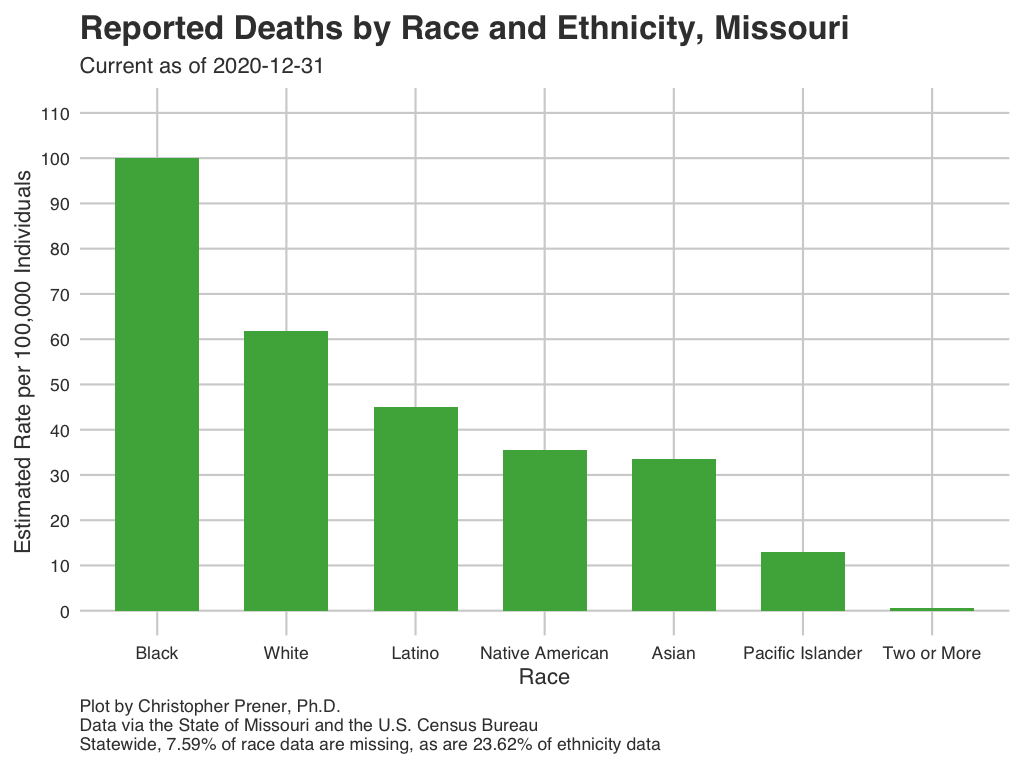 Reported Deaths by Race and Ethnicity, Missouri
Current as of 2020-12-31
Estimated Rate per 100,000 Individuals
110
100
90
80
70
60
50
40
30
20
10
0
Black White Latino Native American Asian Pacific Islander Two or More
Race
Plot by Christopher Prener, Ph.D.
Data via the State of Missouri and the U.S. Census Bureau
Statewide, 7.59% of race data are missing, as are 23.62% of ethnicity data